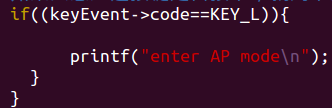 if((keyEvent->code==KEY_L)){
printf("enter AP mode\n");
}
}